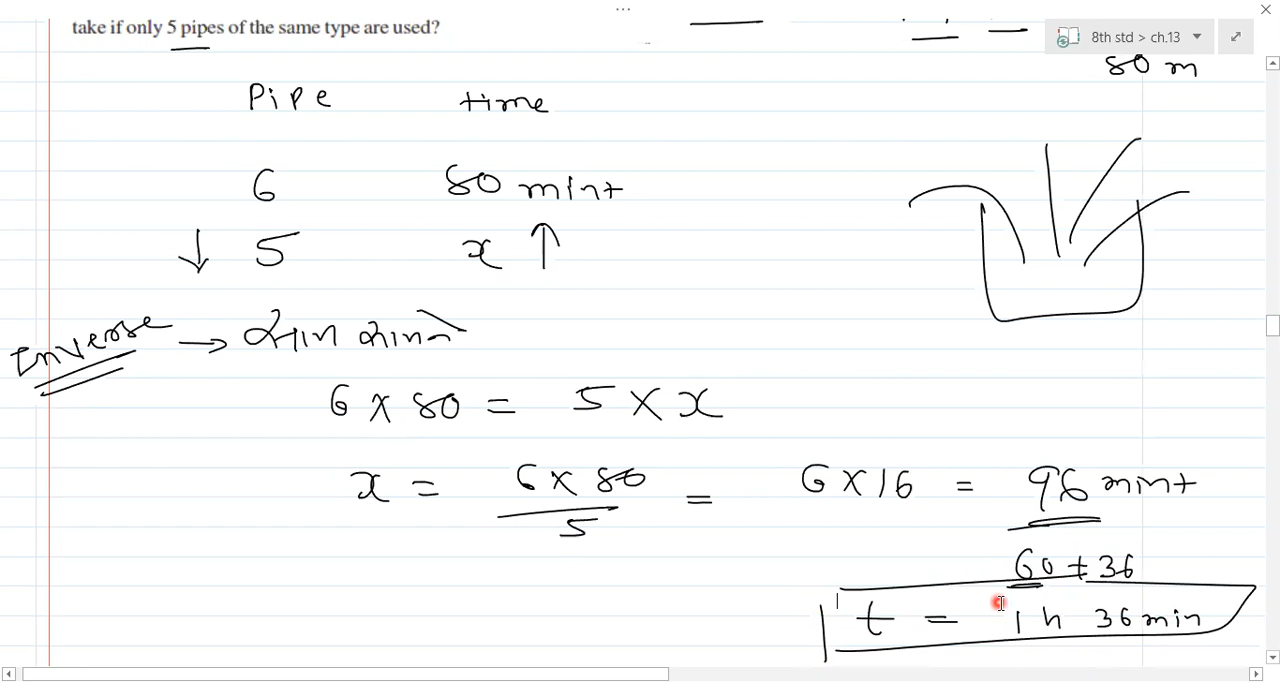 take if only 5 pipes of the same type are used?
8th std > ch.13
80 m
Pipe time
6 80 mint
↓ 5 x ↑
Inverse →
6 × 80 = 5 × x
x = 6 × 80 / 5 = 6 × 16 = 96 mint
60 + 36
t = 1 h 36 min